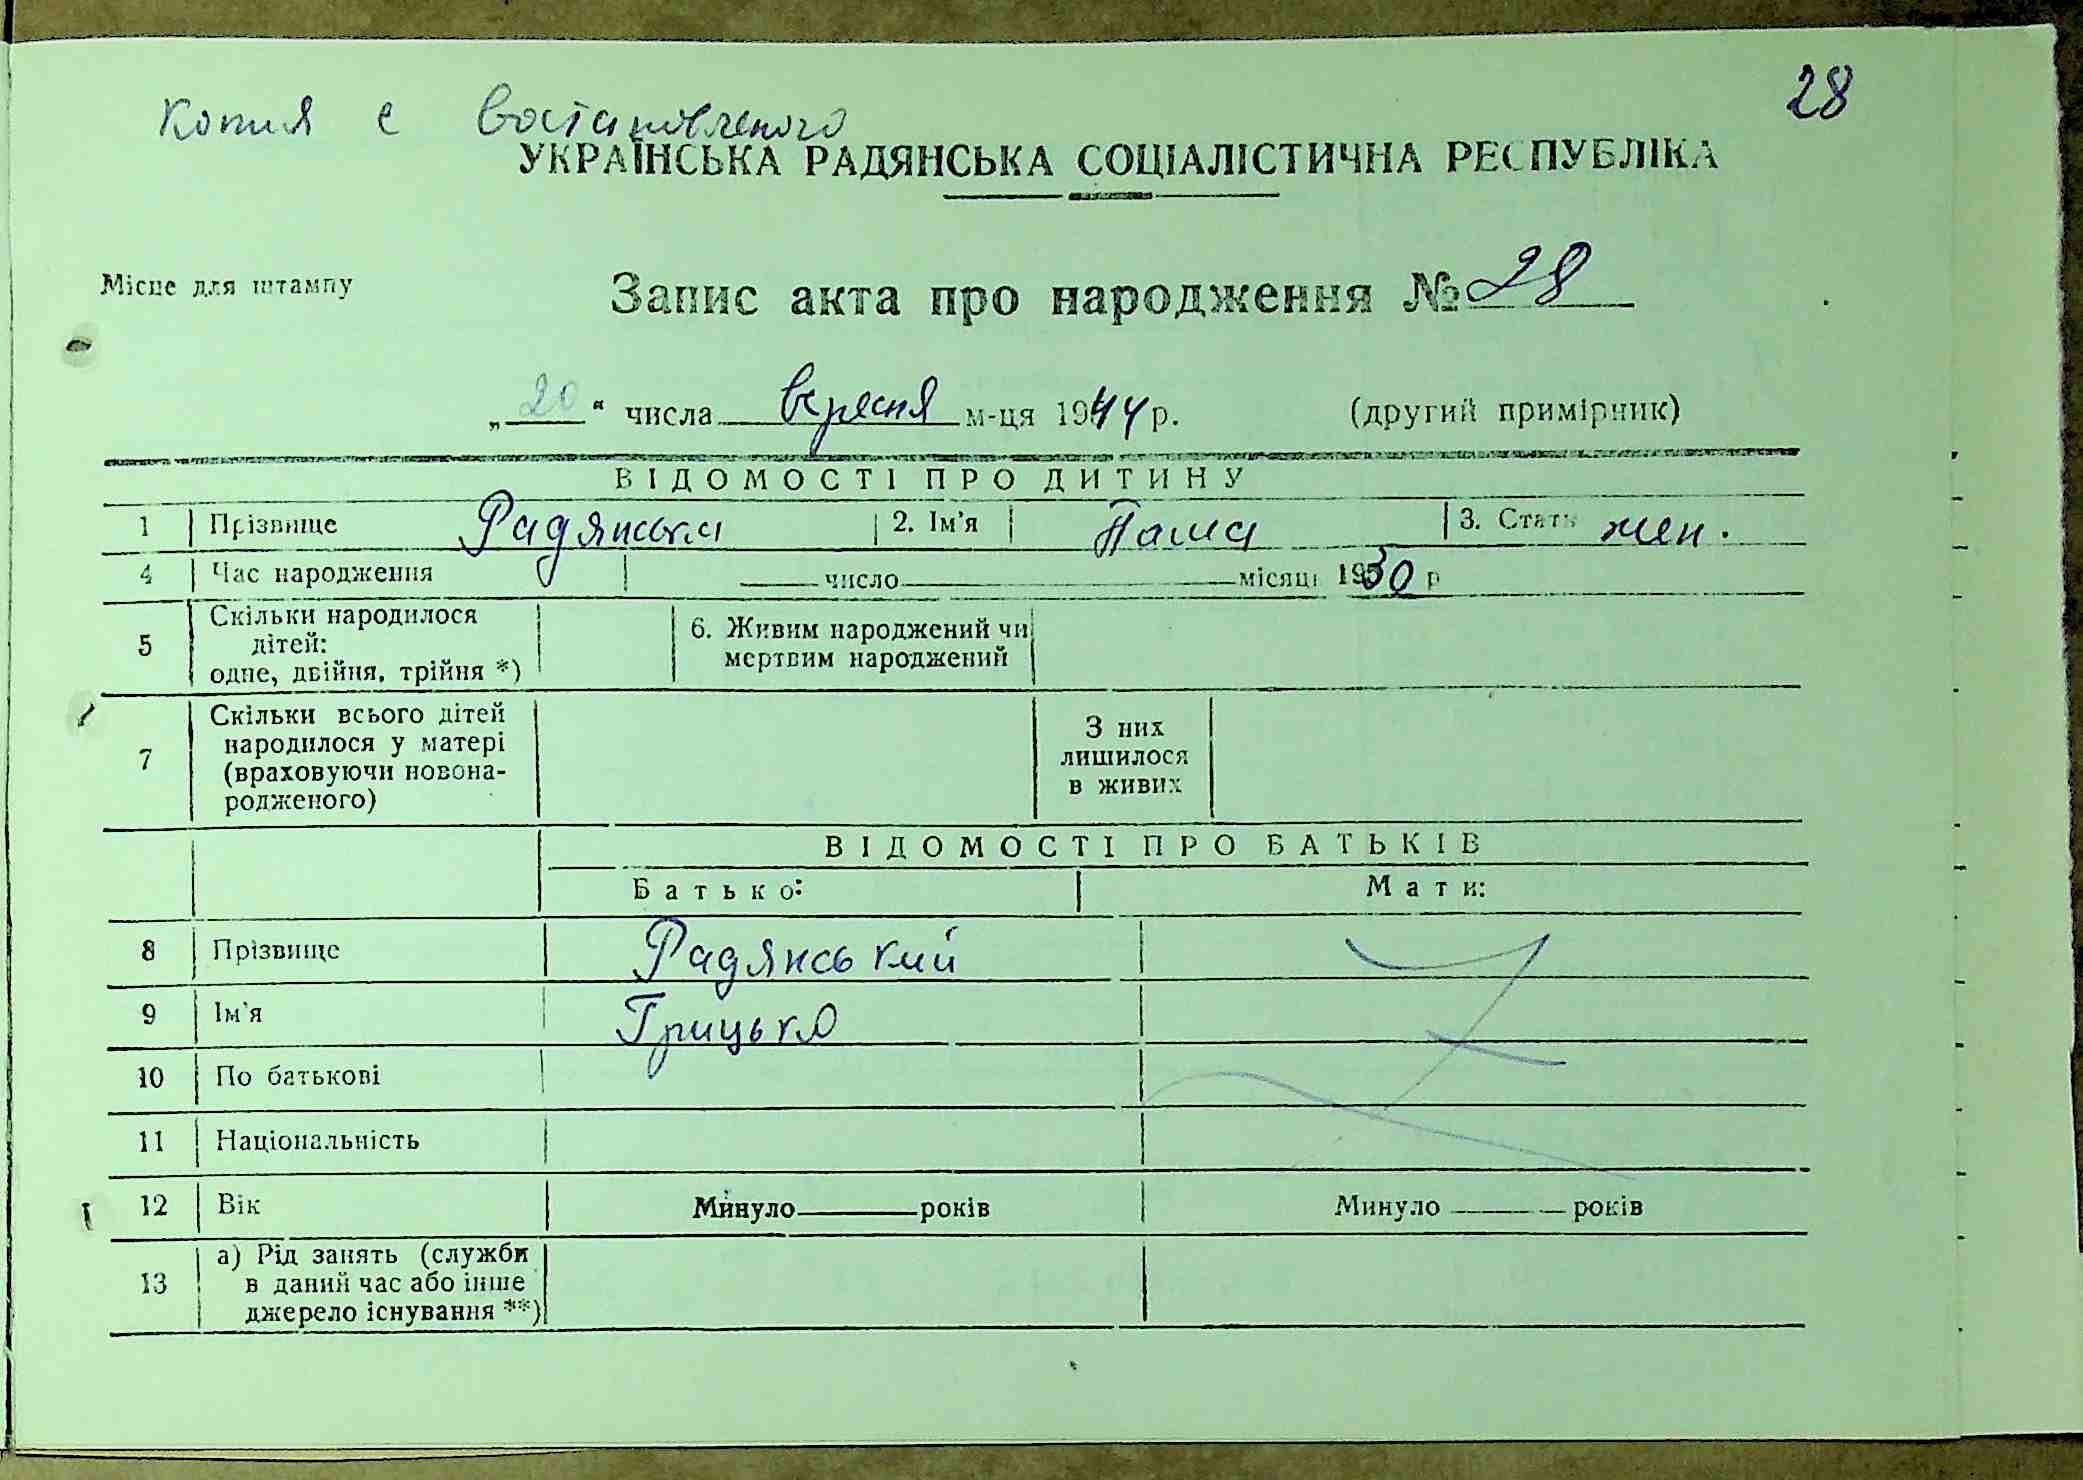 28
Копия с востановленого
УКРАЇНСЬКА РАДЯНСЬКА СОЦІАЛІСТИЧНА РЕСПУБЛІКА
Місце для штампу
Запис акта про народження № 28
„20“ числа вересня м-ця 1944 р. (другий примірник)
ВІДОМОСТІ ПРО ДИТИНУ
1 Прізвище Радянська 2. Ім'я Паша 3. Стать жен.
4 Час народження число місяця 1930 р
5 Скільки народилося дітей: одне, двійня, трійня *) 6. Живим народжений чи мертвим народжений
7 Скільки всього дітей народилося у матері (враховуючи новонародженого) З них лишилося в живих
ВІДОМОСТІ ПРО БАТЬКІВ
Батько: Мати:
8 Прізвище Радянський
9 Ім'я Грицько
10 По батькові
11 Національність
12 Вік Минуло років Минуло років
13 а) Рід занять (служби в даний час або інше джерело існування **)